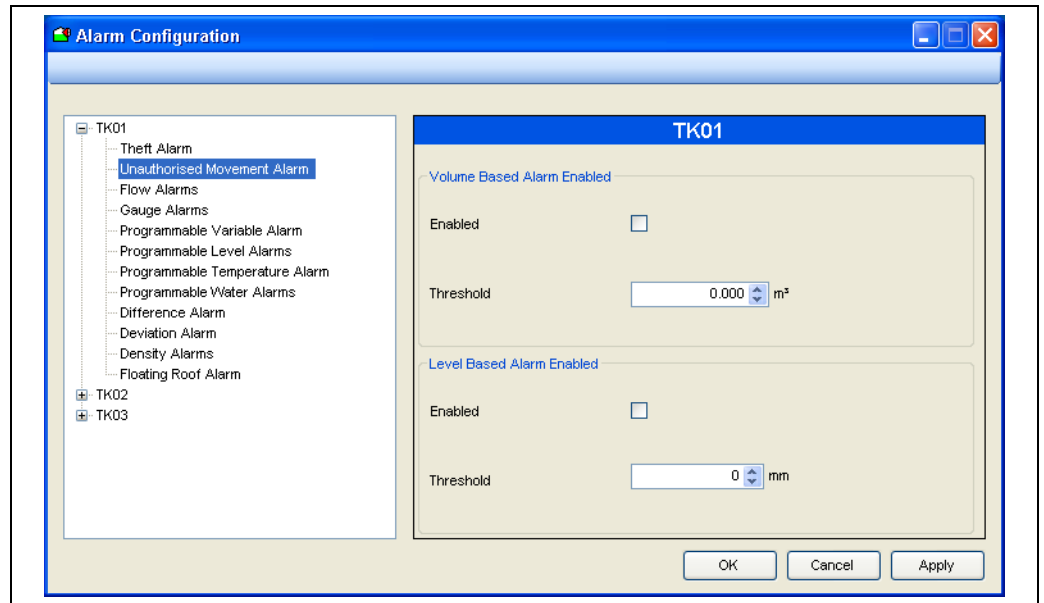 Alarm Configuration
TK01
Theft Alarm
Unauthorised Movement Alarm
Flow Alarms
Gauge Alarms
Programmable Variable Alarm
Programmable Level Alarms
Programmable Temperature Alarm
Programmable Water Alarms
Difference Alarm
Deviation Alarm
Density Alarms
Floating Roof Alarm
TK02
TK03
TK01
Volume Based Alarm Enabled
Enabled
Threshold 0.000 m³
Level Based Alarm Enabled
Enabled
Threshold 0 mm
OK Cancel Apply